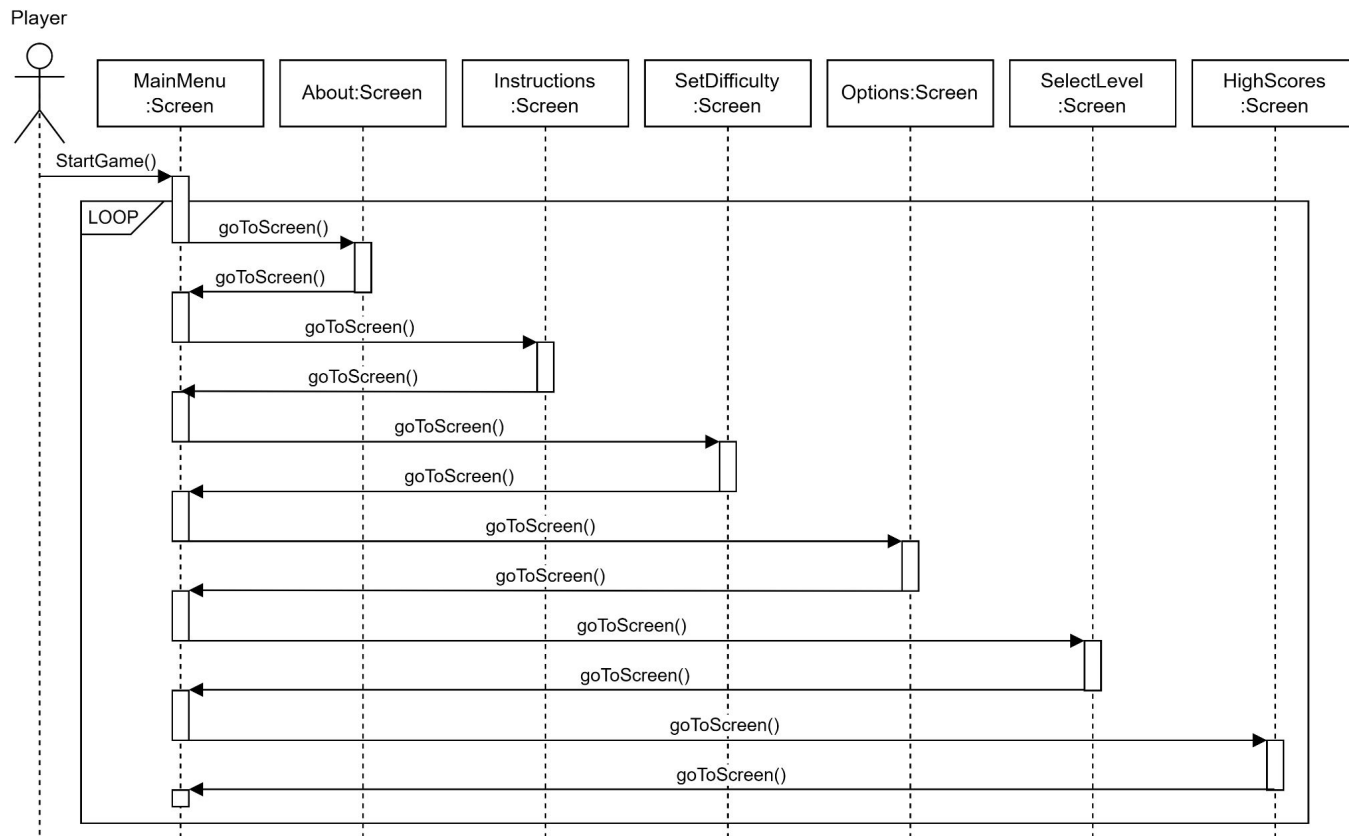 Player
MainMenu
:Screen
About:Screen
Instructions
:Screen
SetDifficulty
:Screen
Options:Screen
SelectLevel
:Screen
HighScores
:Screen
StartGame()
LOOP
goToScreen()
goToScreen()
goToScreen()
goToScreen()
goToScreen()
goToScreen()
goToScreen()
goToScreen()
goToScreen()
goToScreen()
goToScreen()
goToScreen()